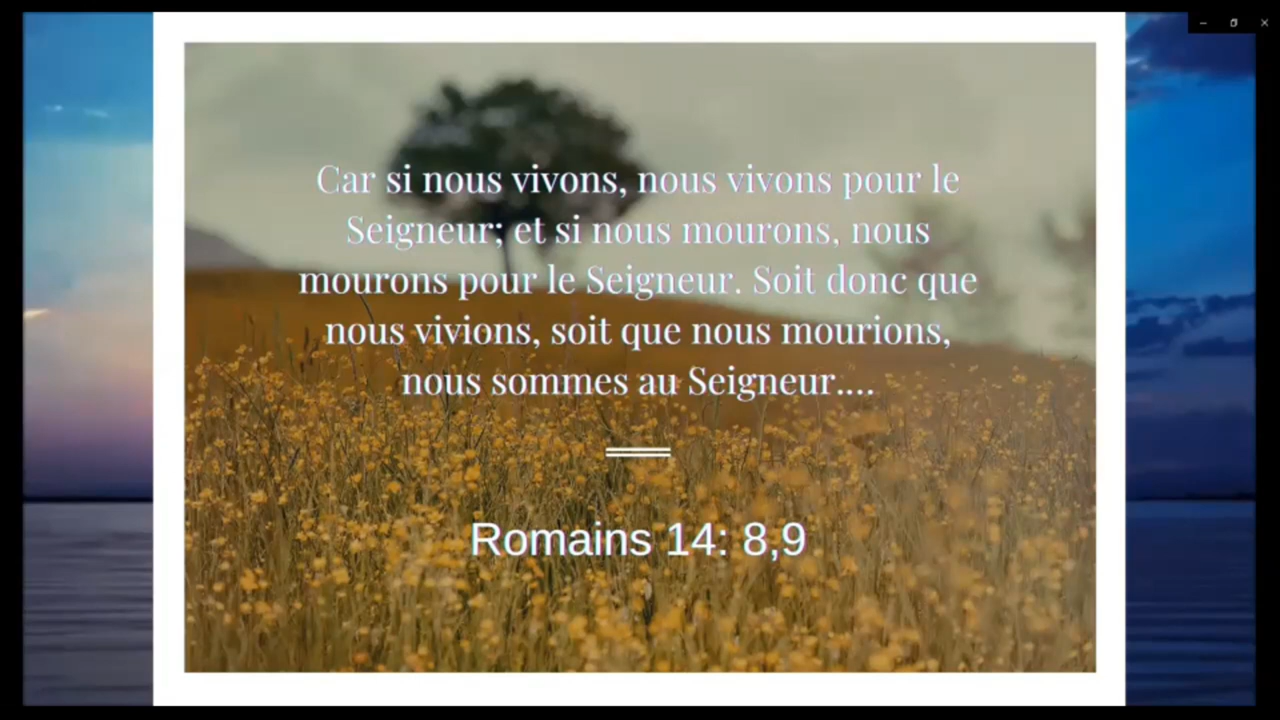 Car si nous vivons, nous vivons pour le
Seigneur; et si nous mourons, nous
mourons pour le Seigneur. Soit donc que
nous vivions, soit que nous mourions,
nous sommes au Seigneur....
Romains 14: 8,9